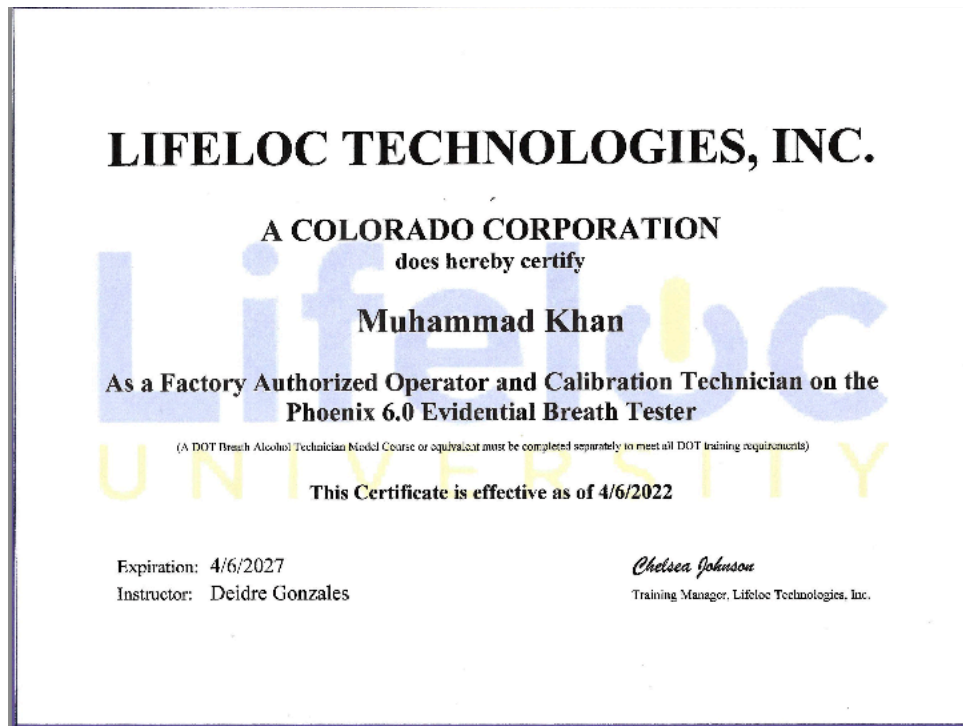 LIFELOC TECHNOLOGIES, INC.
A COLORADO CORPORATION
does hereby certify
Muhammad Khan
As a Factory Authorized Operator and Calibration Technician on the
Phoenix 6.0 Evidential Breath Tester
(A DOT Breath Alcohol Technician Model Course or equivalent must be completed separately to meet all DOT training requirements)
This Certificate is effective as of 4/6/2022
Expiration: 4/6/2027
Instructor: Deidre Gonzales
Chelsea Johnson
Training Manager, Lifeloc Technologies, Inc.
Lifeloc
UNIVERSITY